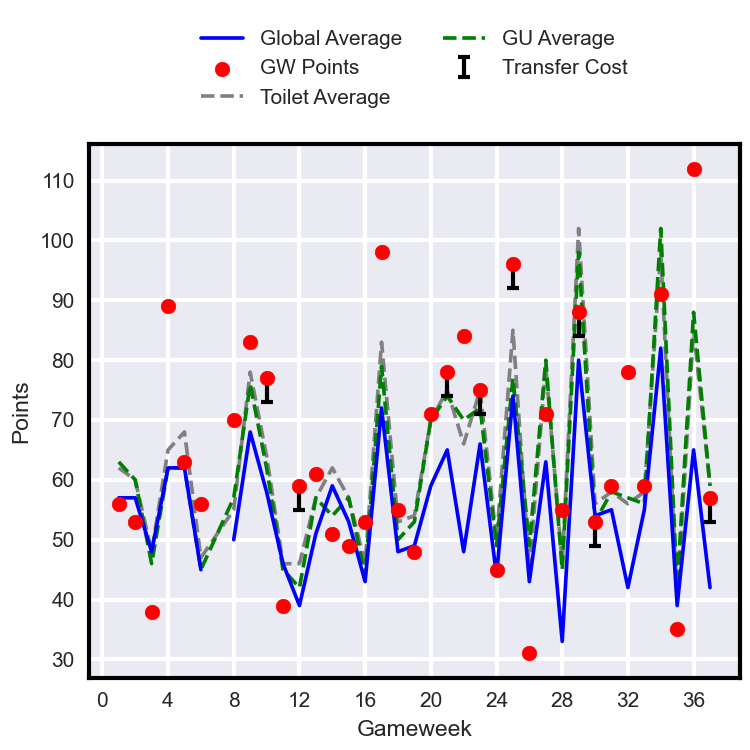 Global Average
GW Points
Toilet Average
GU Average
Transfer Cost
110
100
90
80
70
60
50
40
30
Points
0 4 8 12 16 20 24 28 32 36
Gameweek